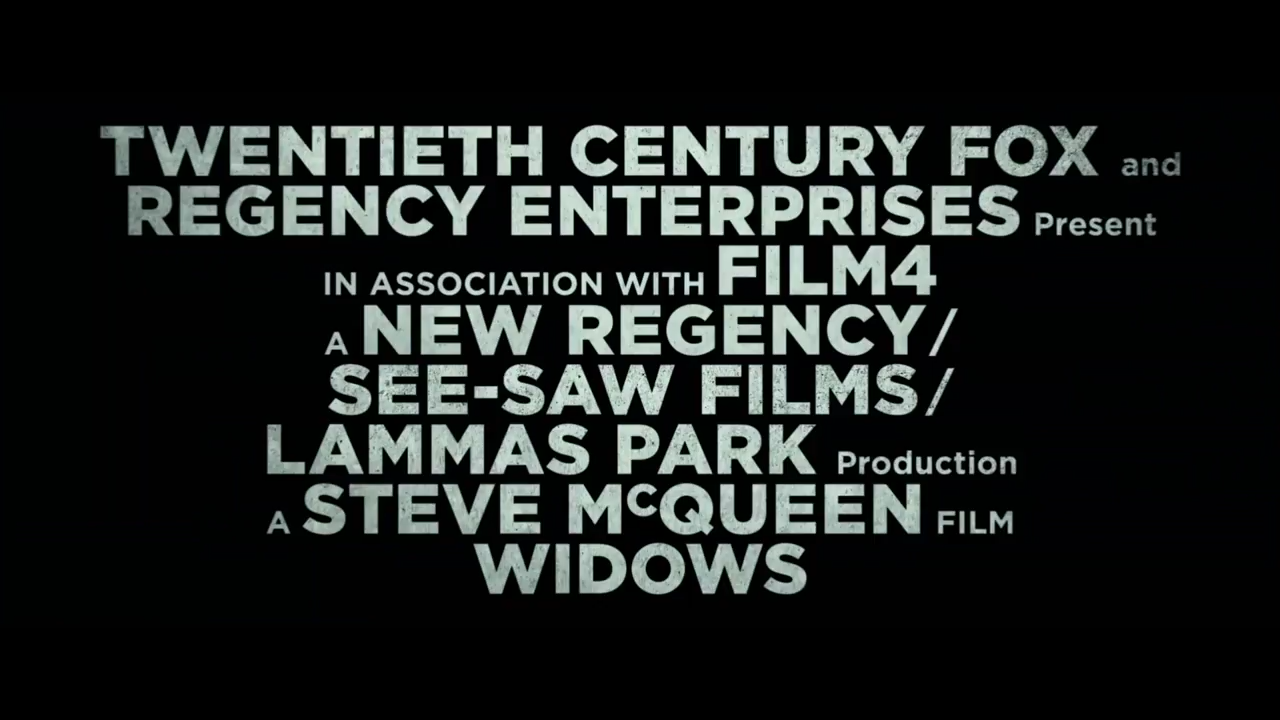 TWENTIETH CENTURY FOX and
REGENCY ENTERPRISES Present
IN ASSOCIATION WITH FILM4
A NEW REGENCY/
SEE-SAW FILMS/
LAMMAS PARK Production
A STEVE McQUEEN FILM
WIDOWS